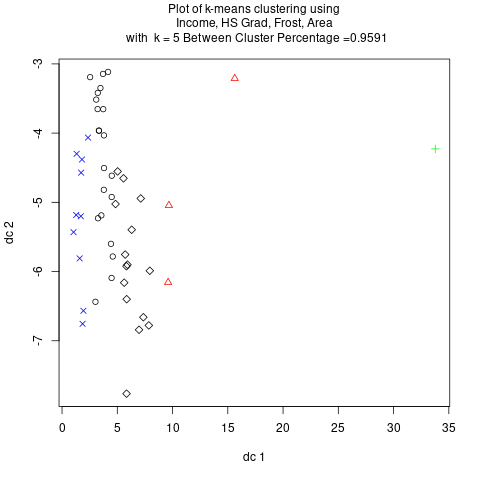 Plot of k-means clustering using
Income, HS Grad, Frost, Area
with k = 5 Between Cluster Percentage =0.9591
-3
-4
-5
-6
-7
dc 2
0 5 10 15 20 25 30 35
dc 1